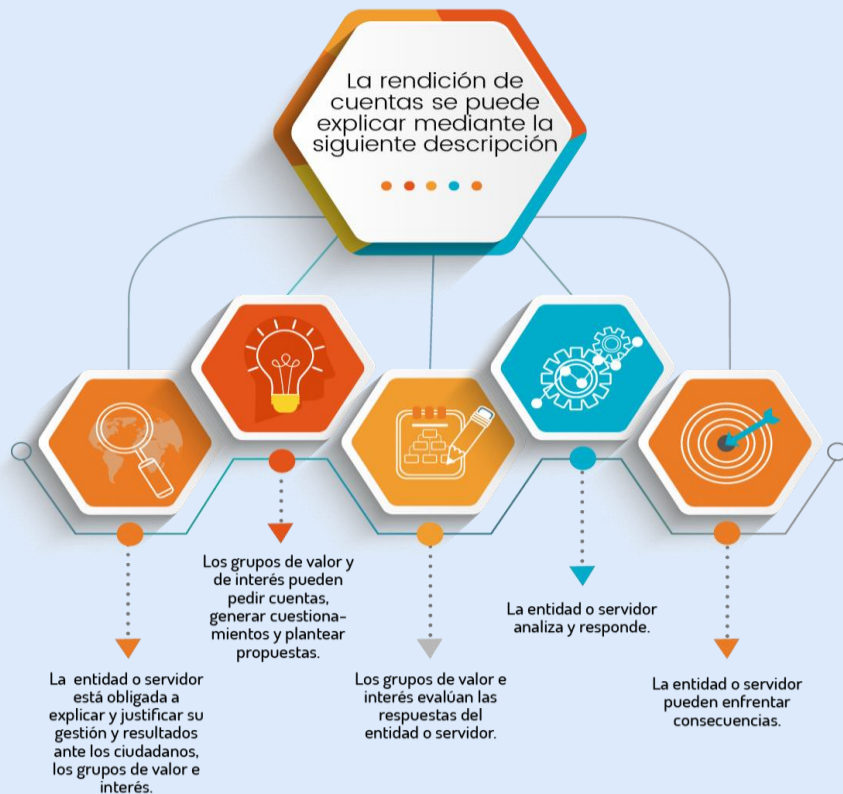 La rendición de
cuentas se puede
explicar mediante la
siguiente descripción
La entidad o servidor
está obligada a
explicar y justificar su
gestión y resultados
ante los ciudadanos,
los grupos de valor e
interés.
Los grupos de valor y
de interés pueden
pedir cuentas,
generar cuestiona-
mientos y plantear
propuestas.
Los grupos de valor e
interés evalúan las
respuestas del
entidad o servidor.
La entidad o servidor
analiza y responde.
La entidad o servidor
pueden enfrentar
consecuencias.